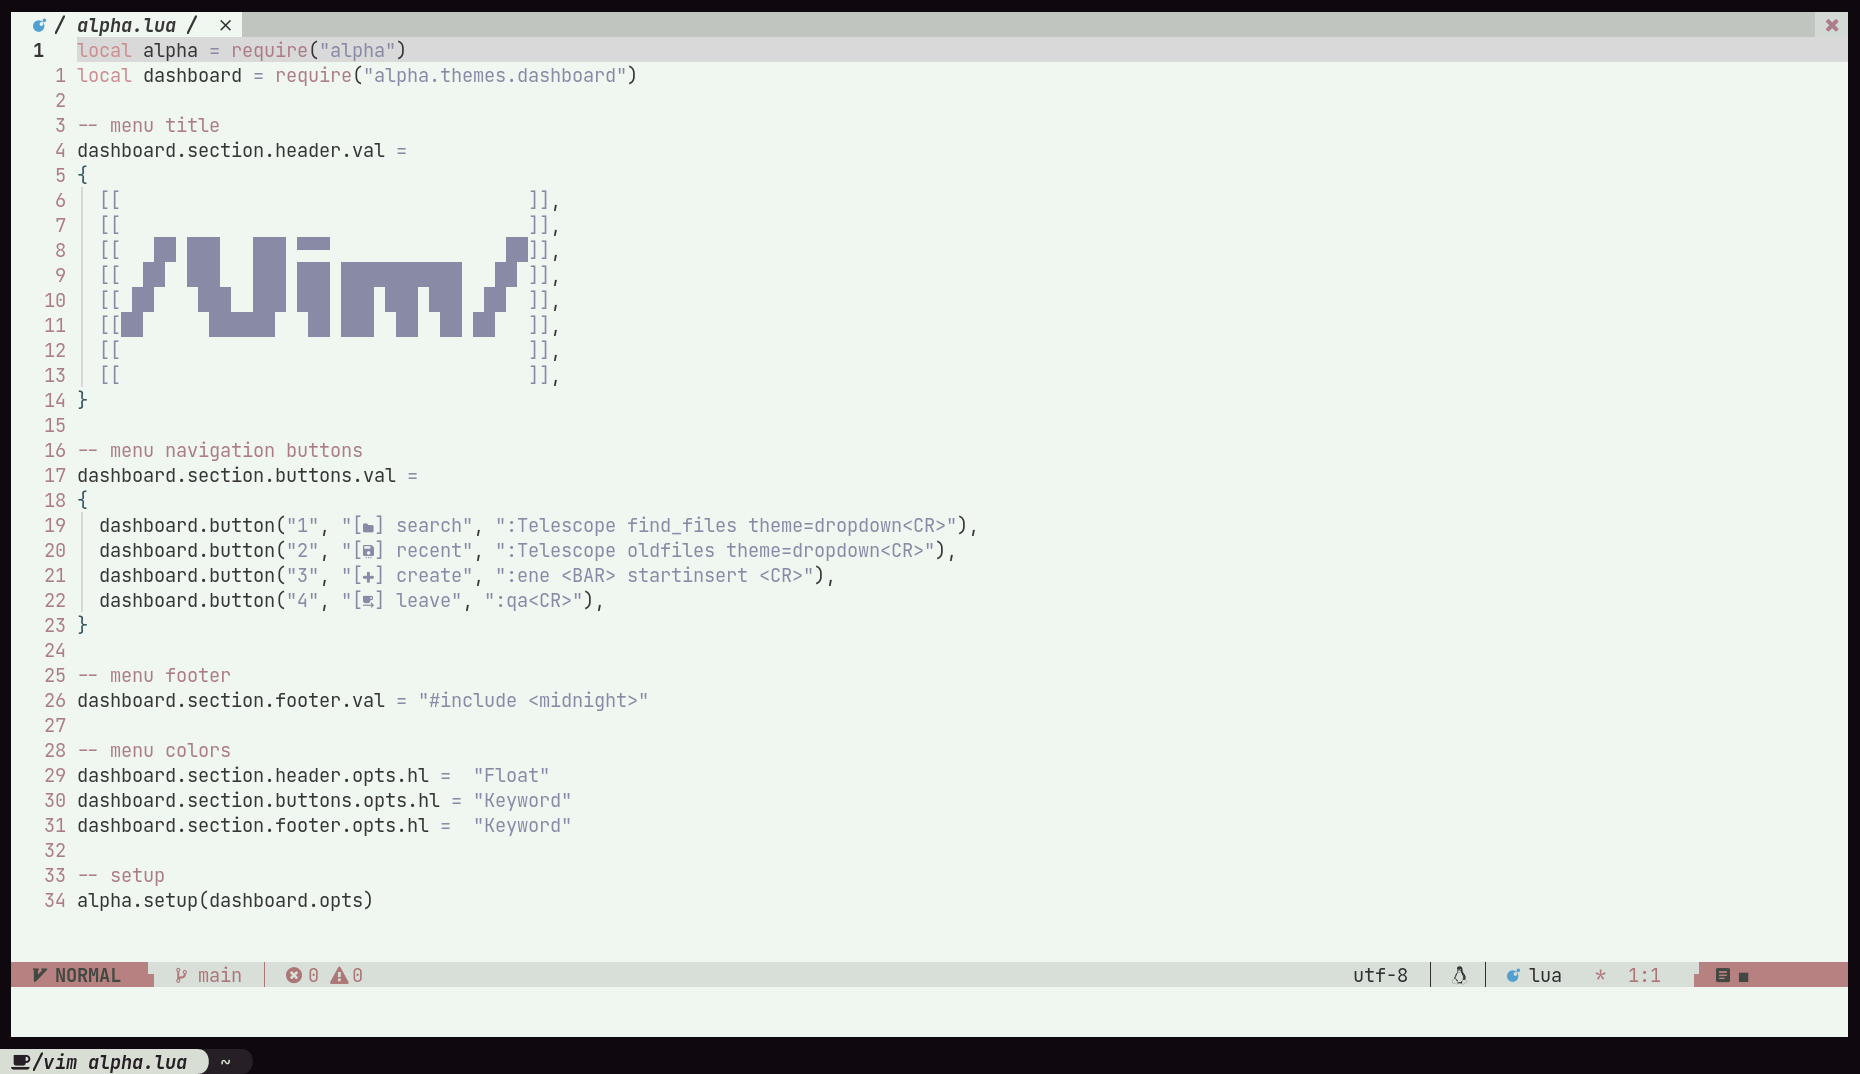 / alpha.lua / ×
1 local alpha = require("alpha")
1 local dashboard = require("alpha.themes.dashboard")
2
3 -- menu title
4 dashboard.section.header.val =
5 {
6 [[                                     ]],
7 [[                                     ]],
8 [[   ██ ███   ███ ▀▀▀                ██]],
9 [[  ██  ███   ███ ███ ███████████   ██ ]],
10 [[ ██    ███  ███ ███ ███ ███ ███  ██  ]],
11 [[██      ██████   ██ ███  ██  ██ ██   ]],
12 [[                                     ]],
13 [[                                     ]],
14 }
15
16 -- menu navigation buttons
17 dashboard.section.buttons.val =
18 {
19 dashboard.button("1", "[] search", ":Telescope find_files theme=dropdown<CR>"),
20 dashboard.button("2", "[] recent", ":Telescope oldfiles theme=dropdown<CR>"),
21 dashboard.button("3", "[✚] create", ":ene <BAR> startinsert <CR>"),
22 dashboard.button("4", "[] leave", ":qa<CR>"),
23 }
24
25 -- menu footer
26 dashboard.section.footer.val = "#include <midnight>"
27
28 -- menu colors
29 dashboard.section.header.opts.hl =  "Float"
30 dashboard.section.buttons.opts.hl = "Keyword"
31 dashboard.section.footer.opts.hl =  "Keyword"
32
33 -- setup
34 alpha.setup(dashboard.opts)
NORMAL main 0 0 utf-8 lua * 1:1
/vim alpha.lua ~